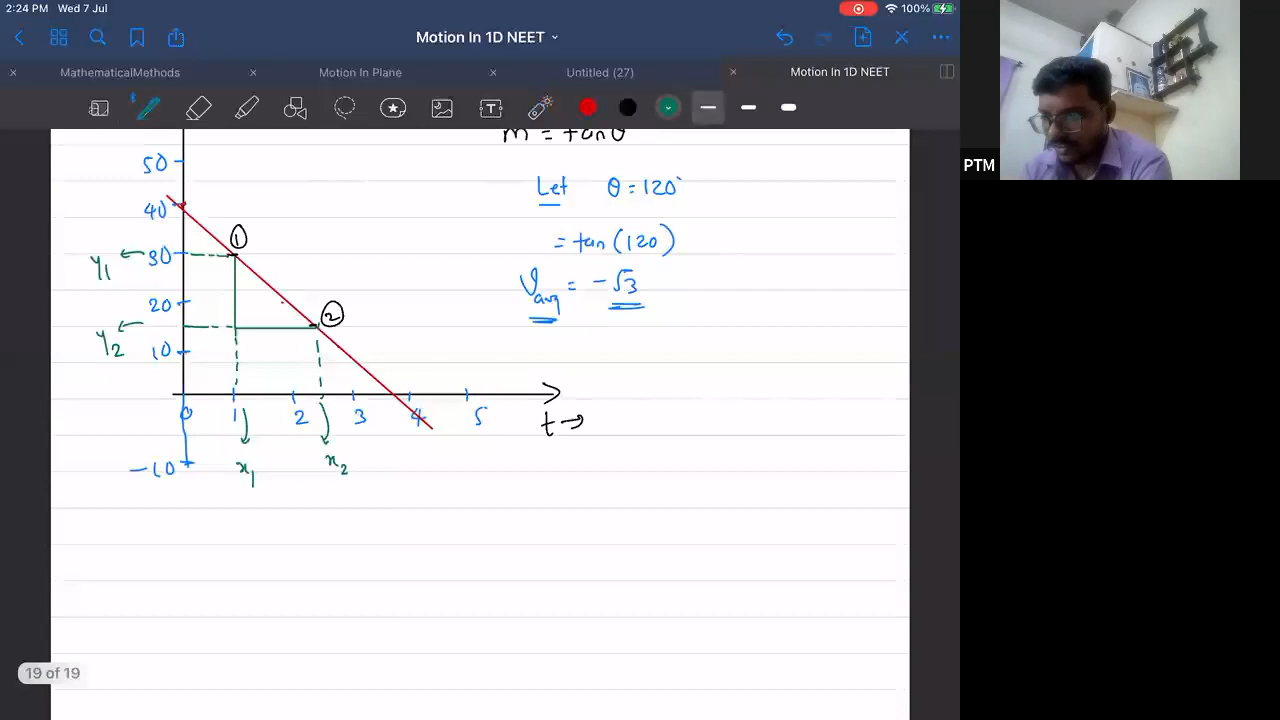 2:24 PM Wed 7 Jul
100%
Motion In 1D NEET
MathematicalMethods
Motion In Plane
Untitled (27)
Motion In 1D NEET
PTM
m = tanθ
Let θ = 120°
= tan (120)
Vavg = -√3
50
40
30
20
10
0 1 2 3 4 5
-10
y1
y2
①
②
x1
x2
t →
19 of 19